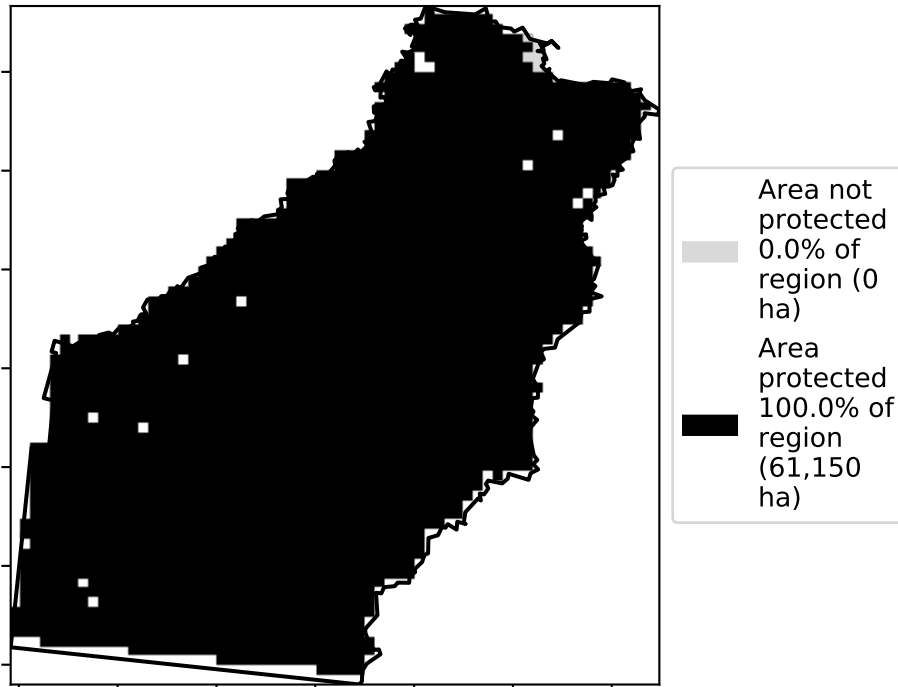 Area not
protected
0.0% of
region (0
ha)
Area
protected
100.0% of
region
(61,150
ha)